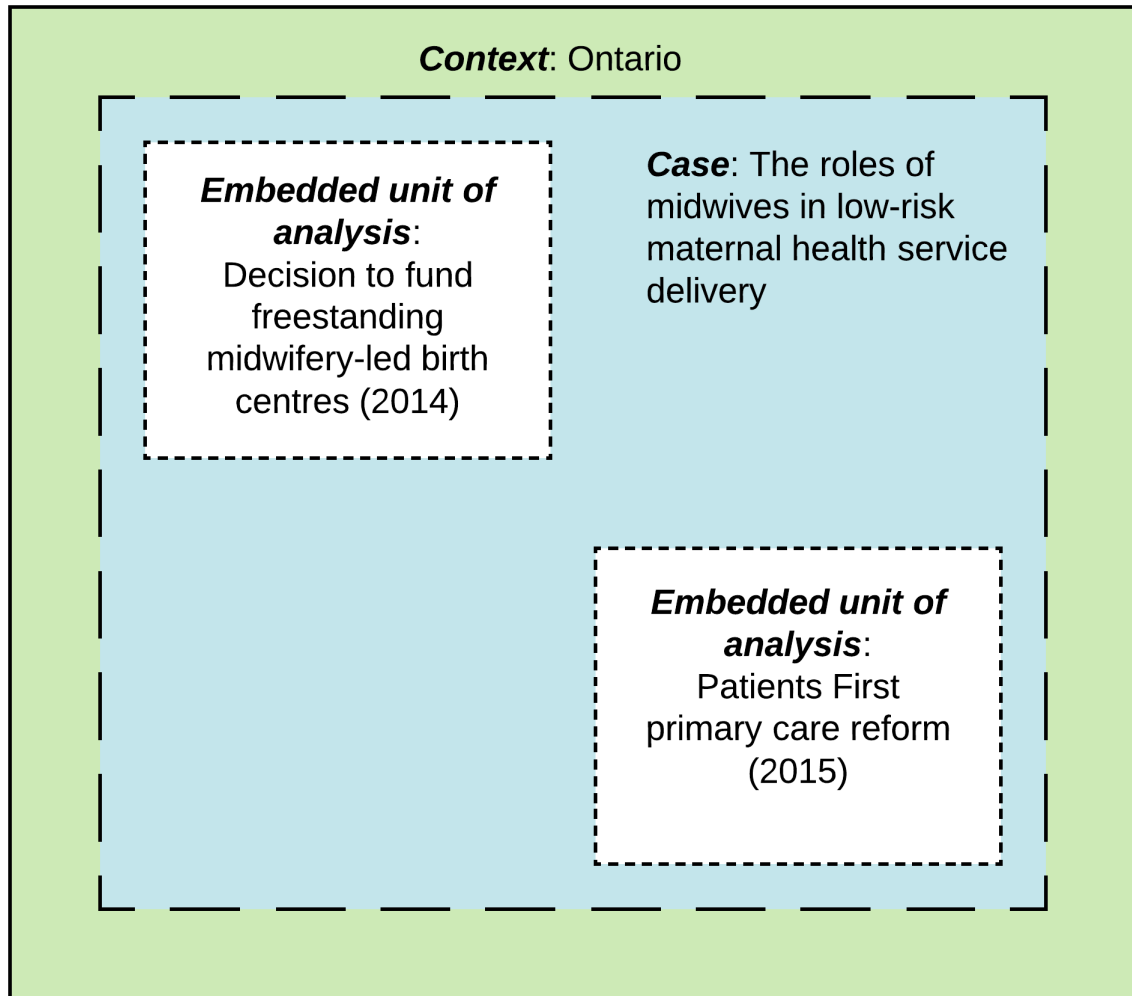 Context: Ontario
Embedded unit of
analysis:
Decision to fund
freestanding
midwifery-led birth
centres (2014)
Case: The roles of
midwives in low-risk
maternal health service
delivery
Embedded unit of
analysis:
Patients First
primary care reform
(2015)